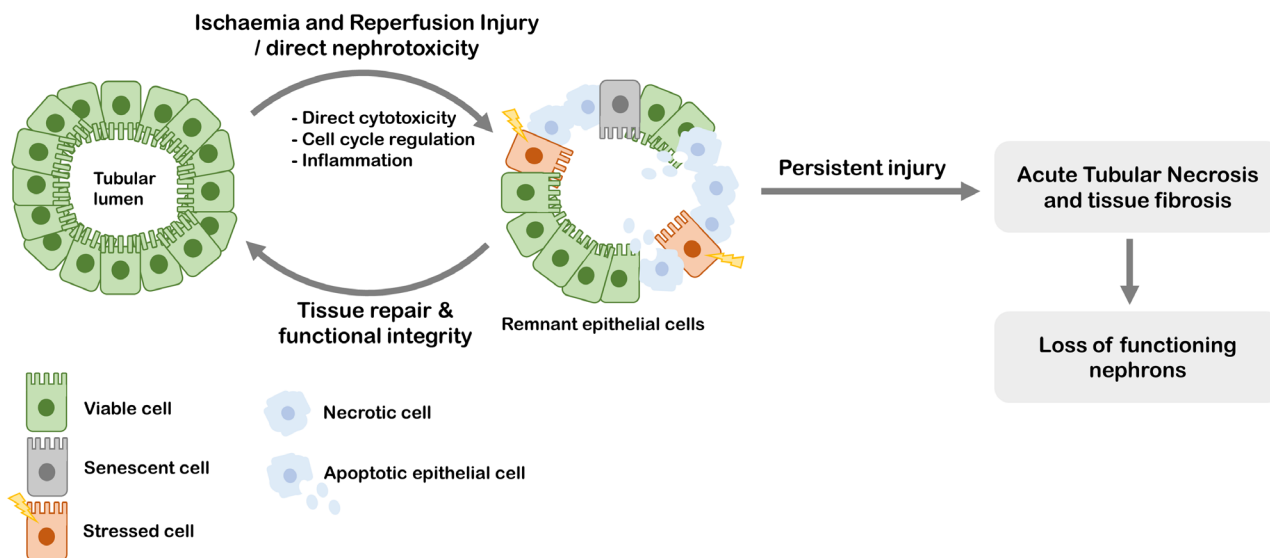 Ischaemia and Reperfusion Injury
/ direct nephrotoxicity
- Direct cytotoxicity
- Cell cycle regulation
- Inflammation
Tubular
lumen
Tissue repair &
functional integrity
Remnant epithelial cells
Persistent injury
Acute Tubular Necrosis
and tissue fibrosis
Loss of functioning
nephrons
Viable cell
Senescent cell
Stressed cell
Necrotic cell
Apoptotic epithelial cell